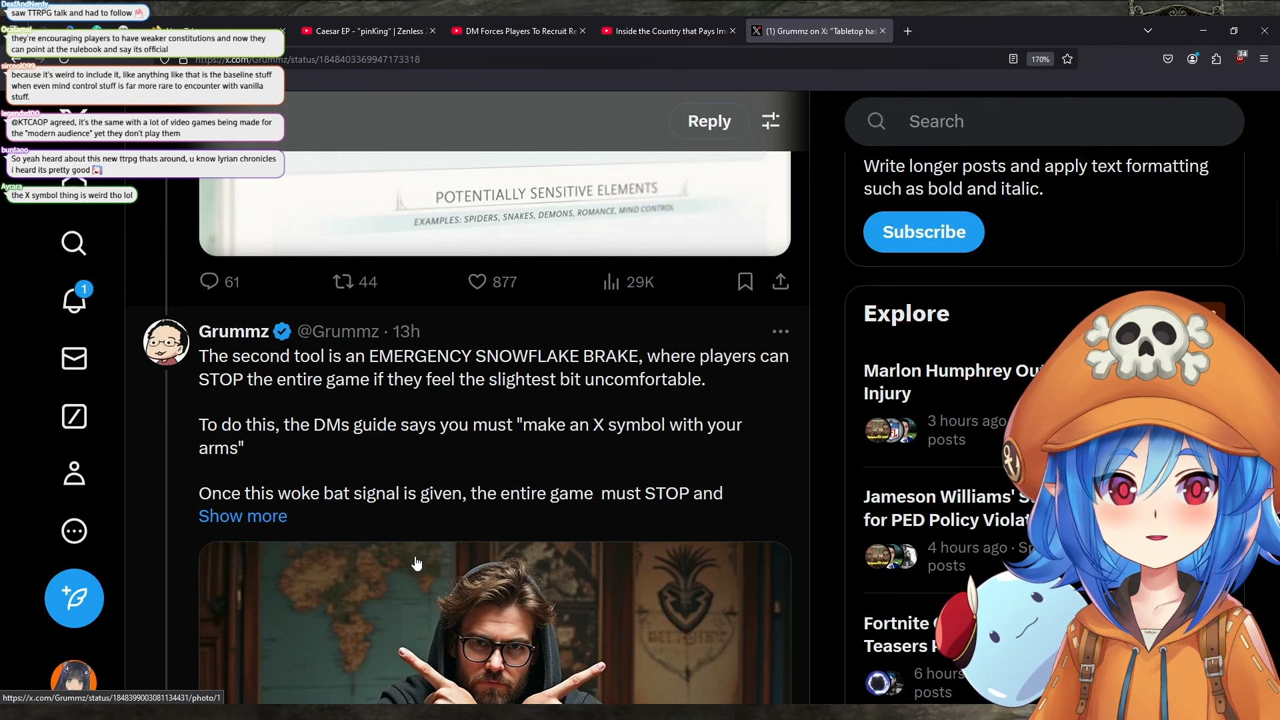 DeafAndNerdy
saw TTRPG talk and had to follow
they're encouraging players to have weaker constitutions and now they
can point at the rulebook and say its official
sircool099
because it's weird to include it, like anything like that is the baseline stuff
when even mind control stuff is far more rare to encounter with vanilla
stuff.
@KTCAOP agreed, it's the same with a lot of video games being made for
the "modern audience" yet they don't play them
buntaoo
So yeah heard about this new ttrpg thats around, u know lyrian chronicles
i heard its pretty good
Ayrara
the X symbol thing is weird tho lol
Caesar EP - "pinKing" | Zenless
DM Forces Players To Recruit R
Inside the Country that Pays Im
(1) Grummz on X: "Tabletop has
https://x.com/Grummz/status/1848403369947173318
170%
34
Reply
Search
POTENTIALLY SENSITIVE ELEMENTS
EXAMPLES: SPIDERS, SNAKES, DEMONS, ROMANCE, MIND CONTROL
61
44
877
29K
Grummz @Grummz · 13h
The second tool is an EMERGENCY SNOWFLAKE BRAKE, where players can
STOP the entire game if they feel the slightest bit uncomfortable.
To do this, the DMs guide says you must "make an X symbol with your
arms"
Once this woke bat signal is given, the entire game must STOP and
Show more
Write longer posts and apply text formatting
such as bold and italic.
Subscribe
Explore
Marlon Humphrey Ou
Injury
3 hours ago ·
posts
Jameson Williams'
for PED Policy Violat
4 hours ago · Sp
posts
Fortnite
Teasers
6 hours
posts
1
https://x.com/Grummz/status/1848399003081134431/photo/1